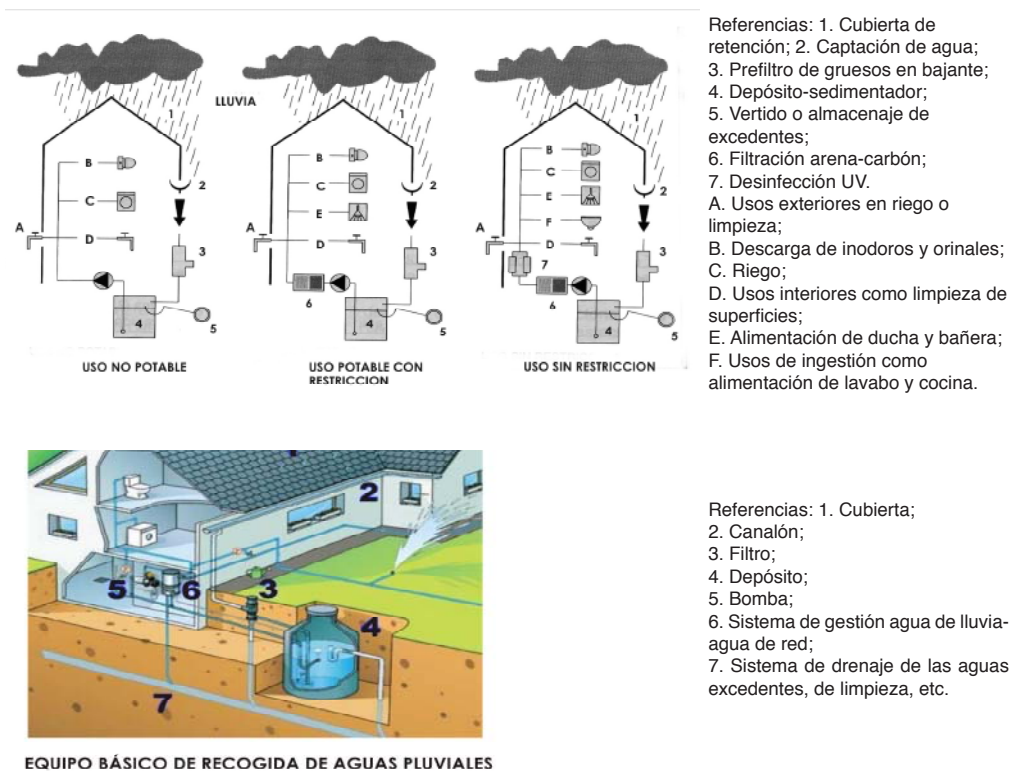 LLUVIA
1
2
3
4
5
A
B
C
D
USO NO POTABLE
1
2
3
4
5
6
A
B
C
E
D
USO POTABLE CON
RESTRICCION
1
2
3
4
5
6
7
A
B
C
E
F
D
USO SIN RESTRICCION
Referencias: 1. Cubierta de
retención; 2. Captación de agua;
3. Prefiltro de gruesos en bajante;
4. Depósito-sedimentador;
5. Vertido o almacenaje de
excedentes;
6. Filtración arena-carbón;
7. Desinfección UV.
A. Usos exteriores en riego o
limpieza;
B. Descarga de inodoros y orinales;
C. Riego;
D. Usos interiores como limpieza de
superficies;
E. Alimentación de ducha y bañera;
F. Usos de ingestión como
alimentación de lavabo y cocina.
2
3
4
5
6
7
EQUIPO BÁSICO DE RECOGIDA DE AGUAS PLUVIALES
Referencias: 1. Cubierta;
2. Canalón;
3. Filtro;
4. Depósito;
5. Bomba;
6. Sistema de gestión agua de lluvia-
agua de red;
7. Sistema de drenaje de las aguas
excedentes, de limpieza, etc.